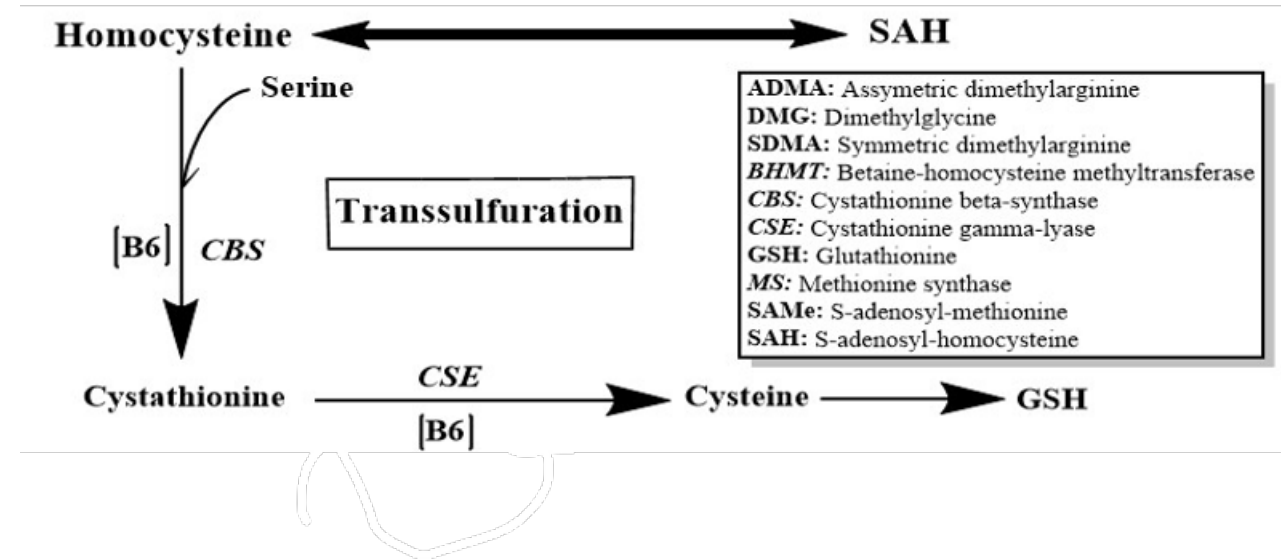 Homocysteine
SAH
Serine
ADMA: Assymetric dimethylarginine
DMG: Dimethylglycine
SDMA: Symmetric dimethylarginine
BHMT: Betaine-homocysteine methyltransferase
CBS: Cystathionine beta-synthase
CSE: Cystathionine gamma-lyase
GSH: Glutathionine
MS: Methionine synthase
SAMe: S-adenosyl-methionine
SAH: S-adenosyl-homocysteine
Transsulfuration
[B6] CBS
Cystathionine
CSE
[B6]
Cysteine
GSH